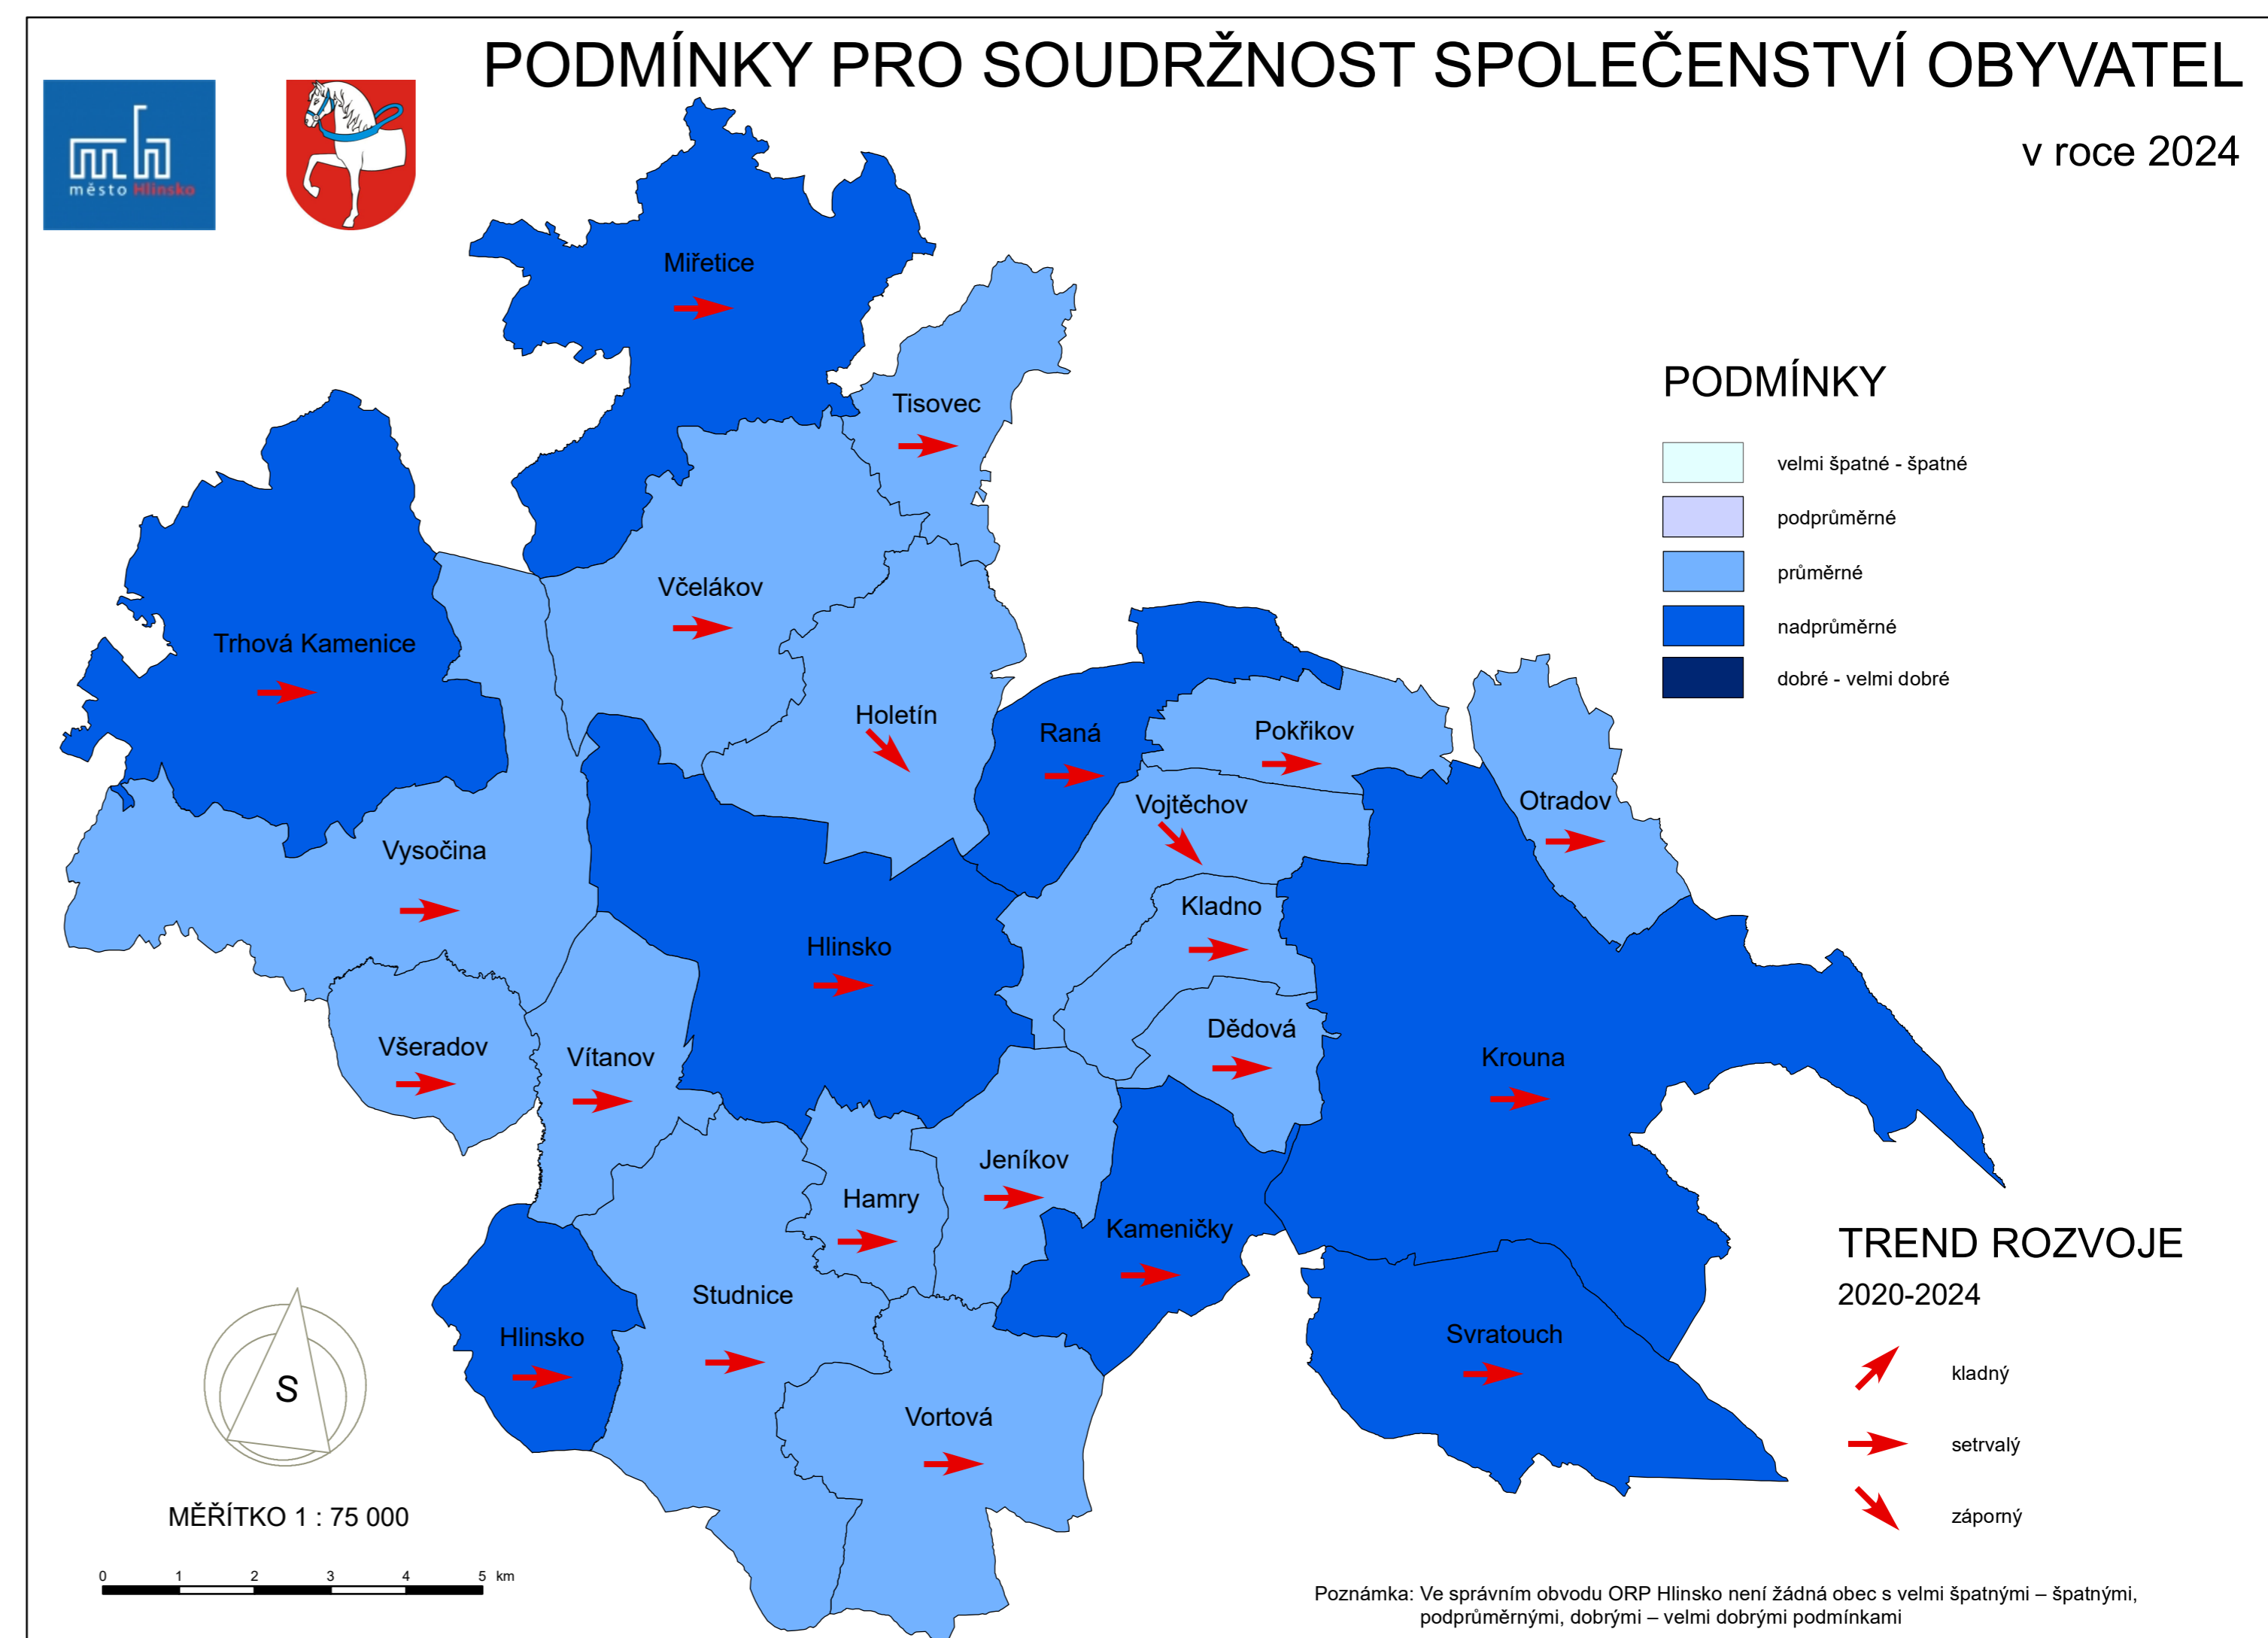 PODMÍNKY PRO SOUDRŽNOST SPOLEČENSTVÍ OBYVATEL
v roce 2024
město Hlinsko
Miřetice
Tisovec
PODMÍNKY
velmi špatné - špatné
podprůměrné
průměrné
nadprůměrné
dobré - velmi dobré
Včelákov
Trhová Kamenice
Holetín
Raná
Pokřikov
Vojtěchov
Otradov
Vysočina
Kladno
Hlinsko
Dědová
Všeradov
Vítanov
Krouna
Jeníkov
Hamry
Kameničky
Studnice
Hlinsko
Svratouch
Vortová
TREND ROZVOJE
2020-2024
kladný
setrvalý
záporný
S
MĚŘÍTKO 1 : 75 000
0 1 2 3 4 5 km
Poznámka: Ve správním obvodu ORP Hlinsko není žádná obec s velmi špatnými – špatnými,
podprůměrnými, dobrými – velmi dobrými podmínkami